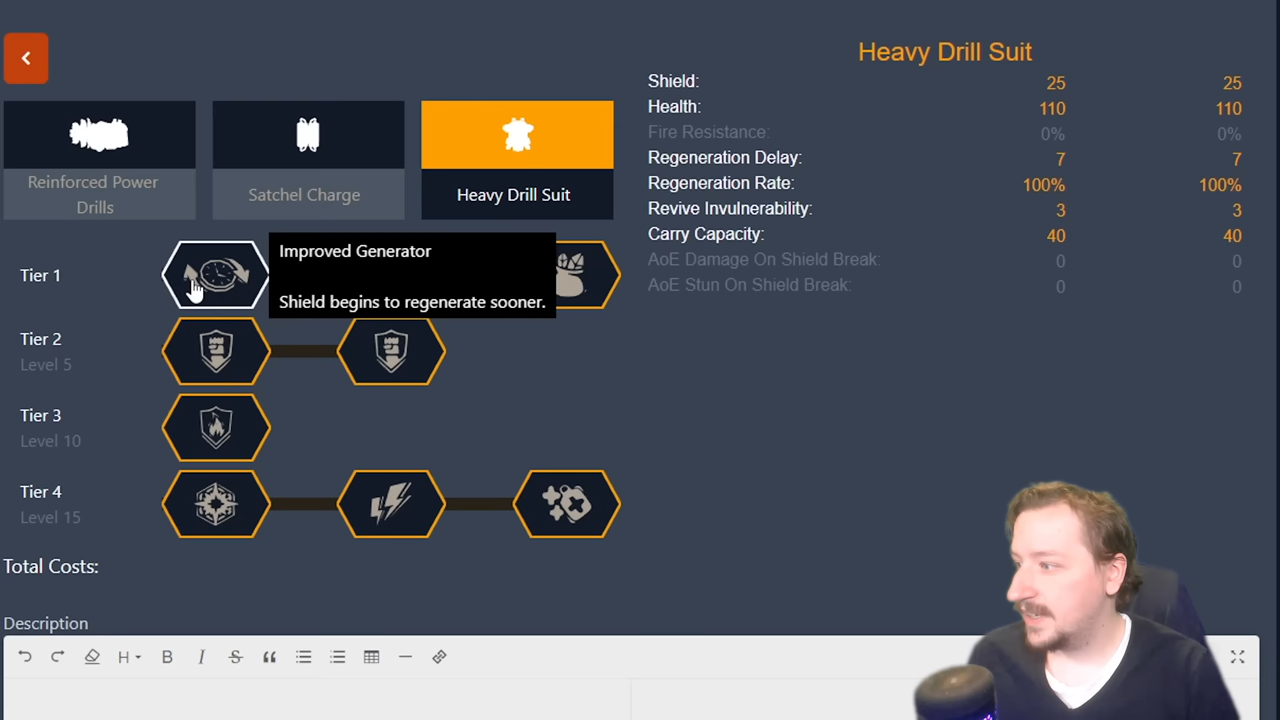 Heavy Drill Suit
Shield: 25 25
Health: 110 110
Fire Resistance: 0% 0%
Regeneration Delay: 7 7
Regeneration Rate: 100% 100%
Revive Invulnerability: 3 3
Carry Capacity: 40 40
AoE Damage On Shield Break: 0 0
AoE Stun On Shield Break: 0 0
Reinforced Power
Drills
Satchel Charge
Heavy Drill Suit
Tier 1
Improved Generator
Shield begins to regenerate sooner.
Tier 2
Level 5
Tier 3
Level 10
Tier 4
Level 15
Total Costs:
Description
H B I S